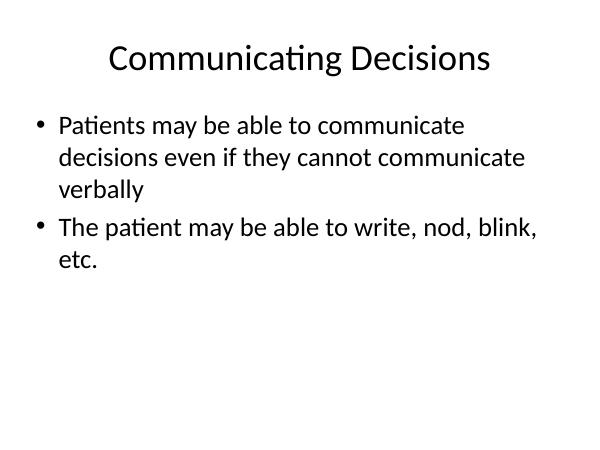 Communicating Decisions
• Patients may be able to communicate
decisions even if they cannot communicate
verbally
• The patient may be able to write, nod, blink,
etc.